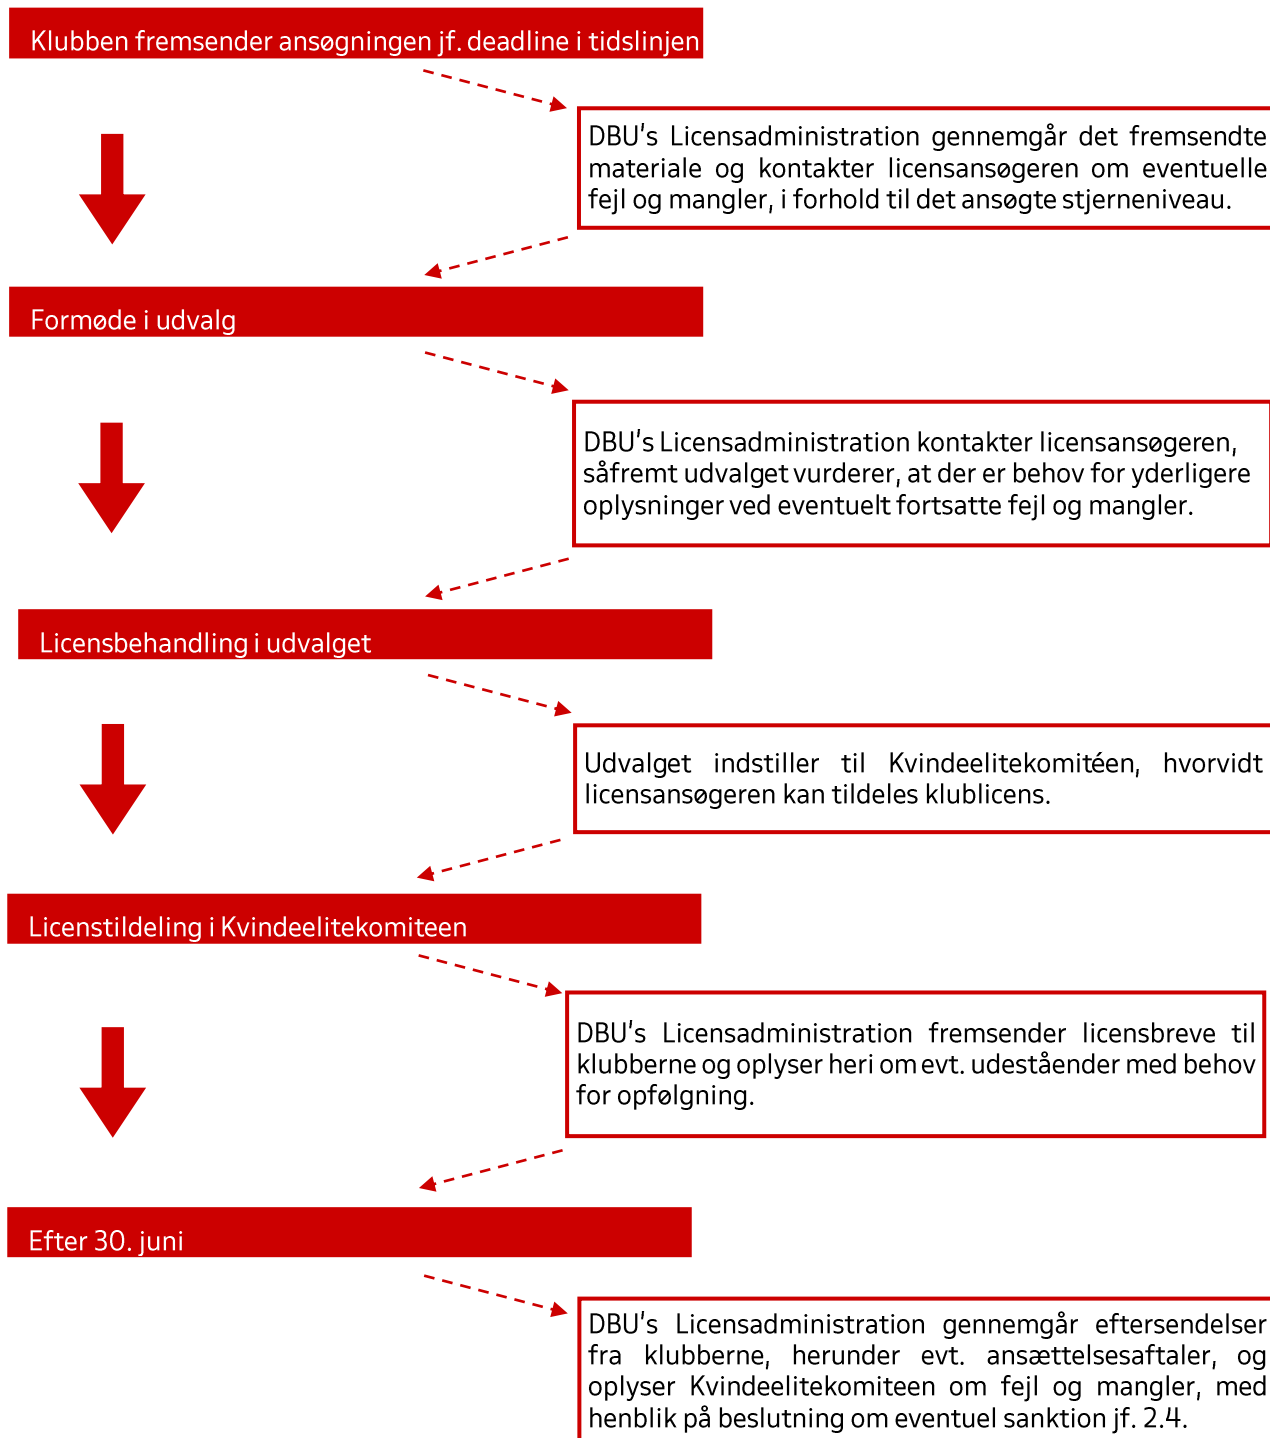 Klubben fremsender ansøgningen jf. deadline i tidslinjen
DBU's Licensadministration gennemgår det fremsendte
materiale og kontakter licensansøgeren om eventuelle
fejl og mangler, i forhold til det ansøgte stjerneniveau.
Formøde i udvalg
DBU's Licensadministration kontakter licensansøgeren,
såfremt udvalget vurderer, at der er behov for yderligere
oplysninger ved eventuelt fortsatte fejl og mangler.
Licensbehandling i udvalget
Udvalget indstiller til Kvindeelitekomitéen, hvorvidt
licensansøgeren kan tildeles klublicens.
Licenstildeling i Kvindeelitekomiteen
DBU's Licensadministration fremsender licensbreve til
klubberne og oplyser heri om evt. udeståender med behov
for opfølgning.
Efter 30. juni
DBU's Licensadministration gennemgår eftersendelser
fra klubberne, herunder evt. ansættelsesaftaler, og
oplyser Kvindeelitekomiteen om fejl og mangler, med
henblik på beslutning om eventuel sanktion jf. 2.4.